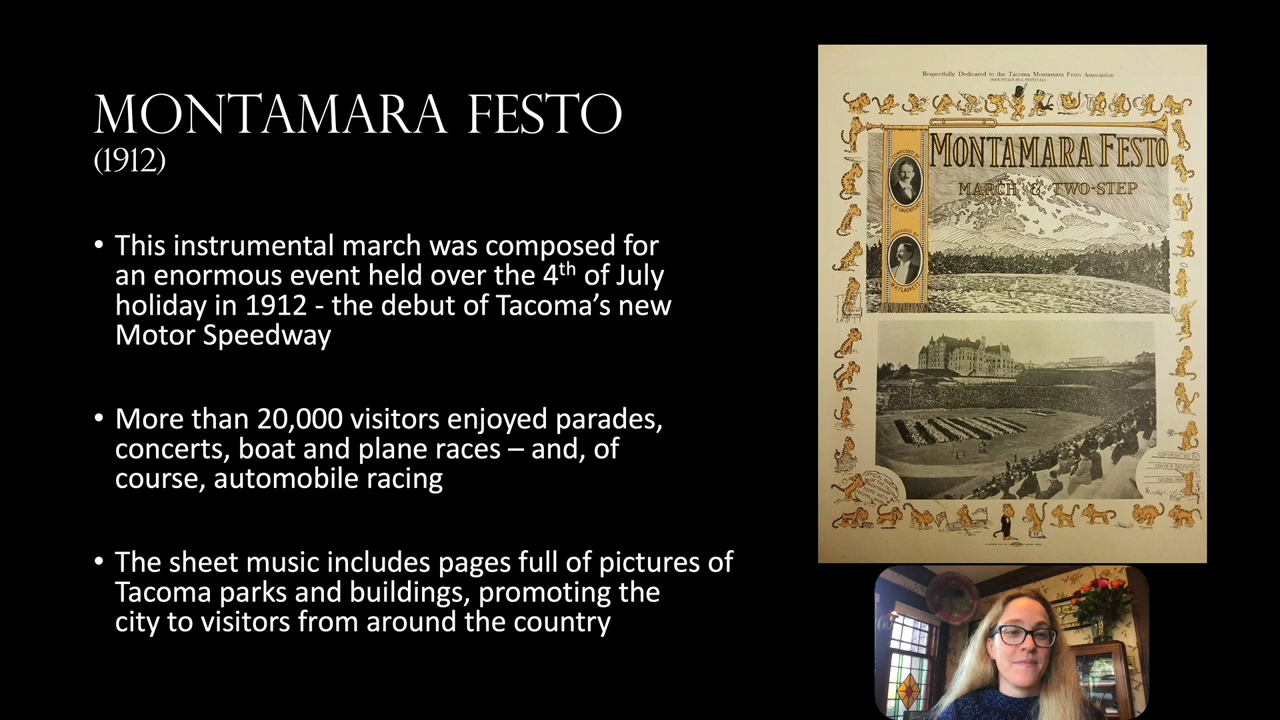 MONTAMARA FESTO
(1912)
• This instrumental march was composed for
an enormous event held over the 4th of July
holiday in 1912 - the debut of Tacoma’s new
Motor Speedway
• More than 20,000 visitors enjoyed parades,
concerts, boat and plane races – and, of
course, automobile racing
• The sheet music includes pages full of pictures of
Tacoma parks and buildings, promoting the
city to visitors from around the country
Respectfully Dedicated to the Tacoma Montamara Festo Association
MONTAMARA FESTO
MARCH & TWO-STEP
COMPOSED BY
ARRANGED BY